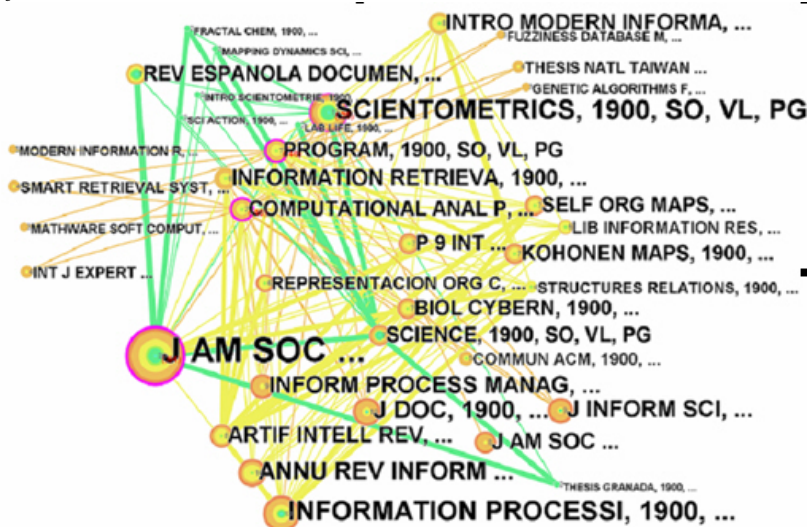 INTRO MODERN INFORMA, ...
FRACTAL CHEM, 1900, ...
FUZZINESS DATABASE M, ...
MAPPING DYNAMICS SCI, ...
REV ESPANOLA DOCUMEN, ...
THESIS NATL TAIWAN ...
GENETIC ALGORITHMS F, ...
INTRO SCIENTOMETRIE, 1900
SCIENTOMETRICS, 1900, SO, VL, PG
SCI ACTION, 1900, ...
LAB LIFE, 1900, ...
MODERN INFORMATION R, ...
PROGRAM, 1900, SO, VL, PG
INFORMATION RETRIEVA, 1900, ...
SMART RETRIEVAL SYST, ...
COMPUTATIONAL ANAL P, ...
SELF ORG MAPS, ...
MATHWARE SOFT COMPUT, ...
LIB INFORMATION RES, ...
P 9 INT ...
KOHONEN MAPS, 1900, ...
INT J EXPERT ...
REPRESENTACION ORG C, ...
STRUCTURES RELATIONS, 1900, ...
BIOL CYBERN, 1900, ...
SCIENCE, 1900, SO, VL, PG
J AM SOC ...
COMMUN ACM, 1900, ...
INFORM PROCESS MANAG, ...
J DOC, 1900, ...
J INFORM SCI, ...
ARTIF INTELL REV, ...
J AM SOC ...
ANNU REV INFORM ...
THESIS GRANADA, 1900, ...
INFORMATION PROCESSI, 1900, ...